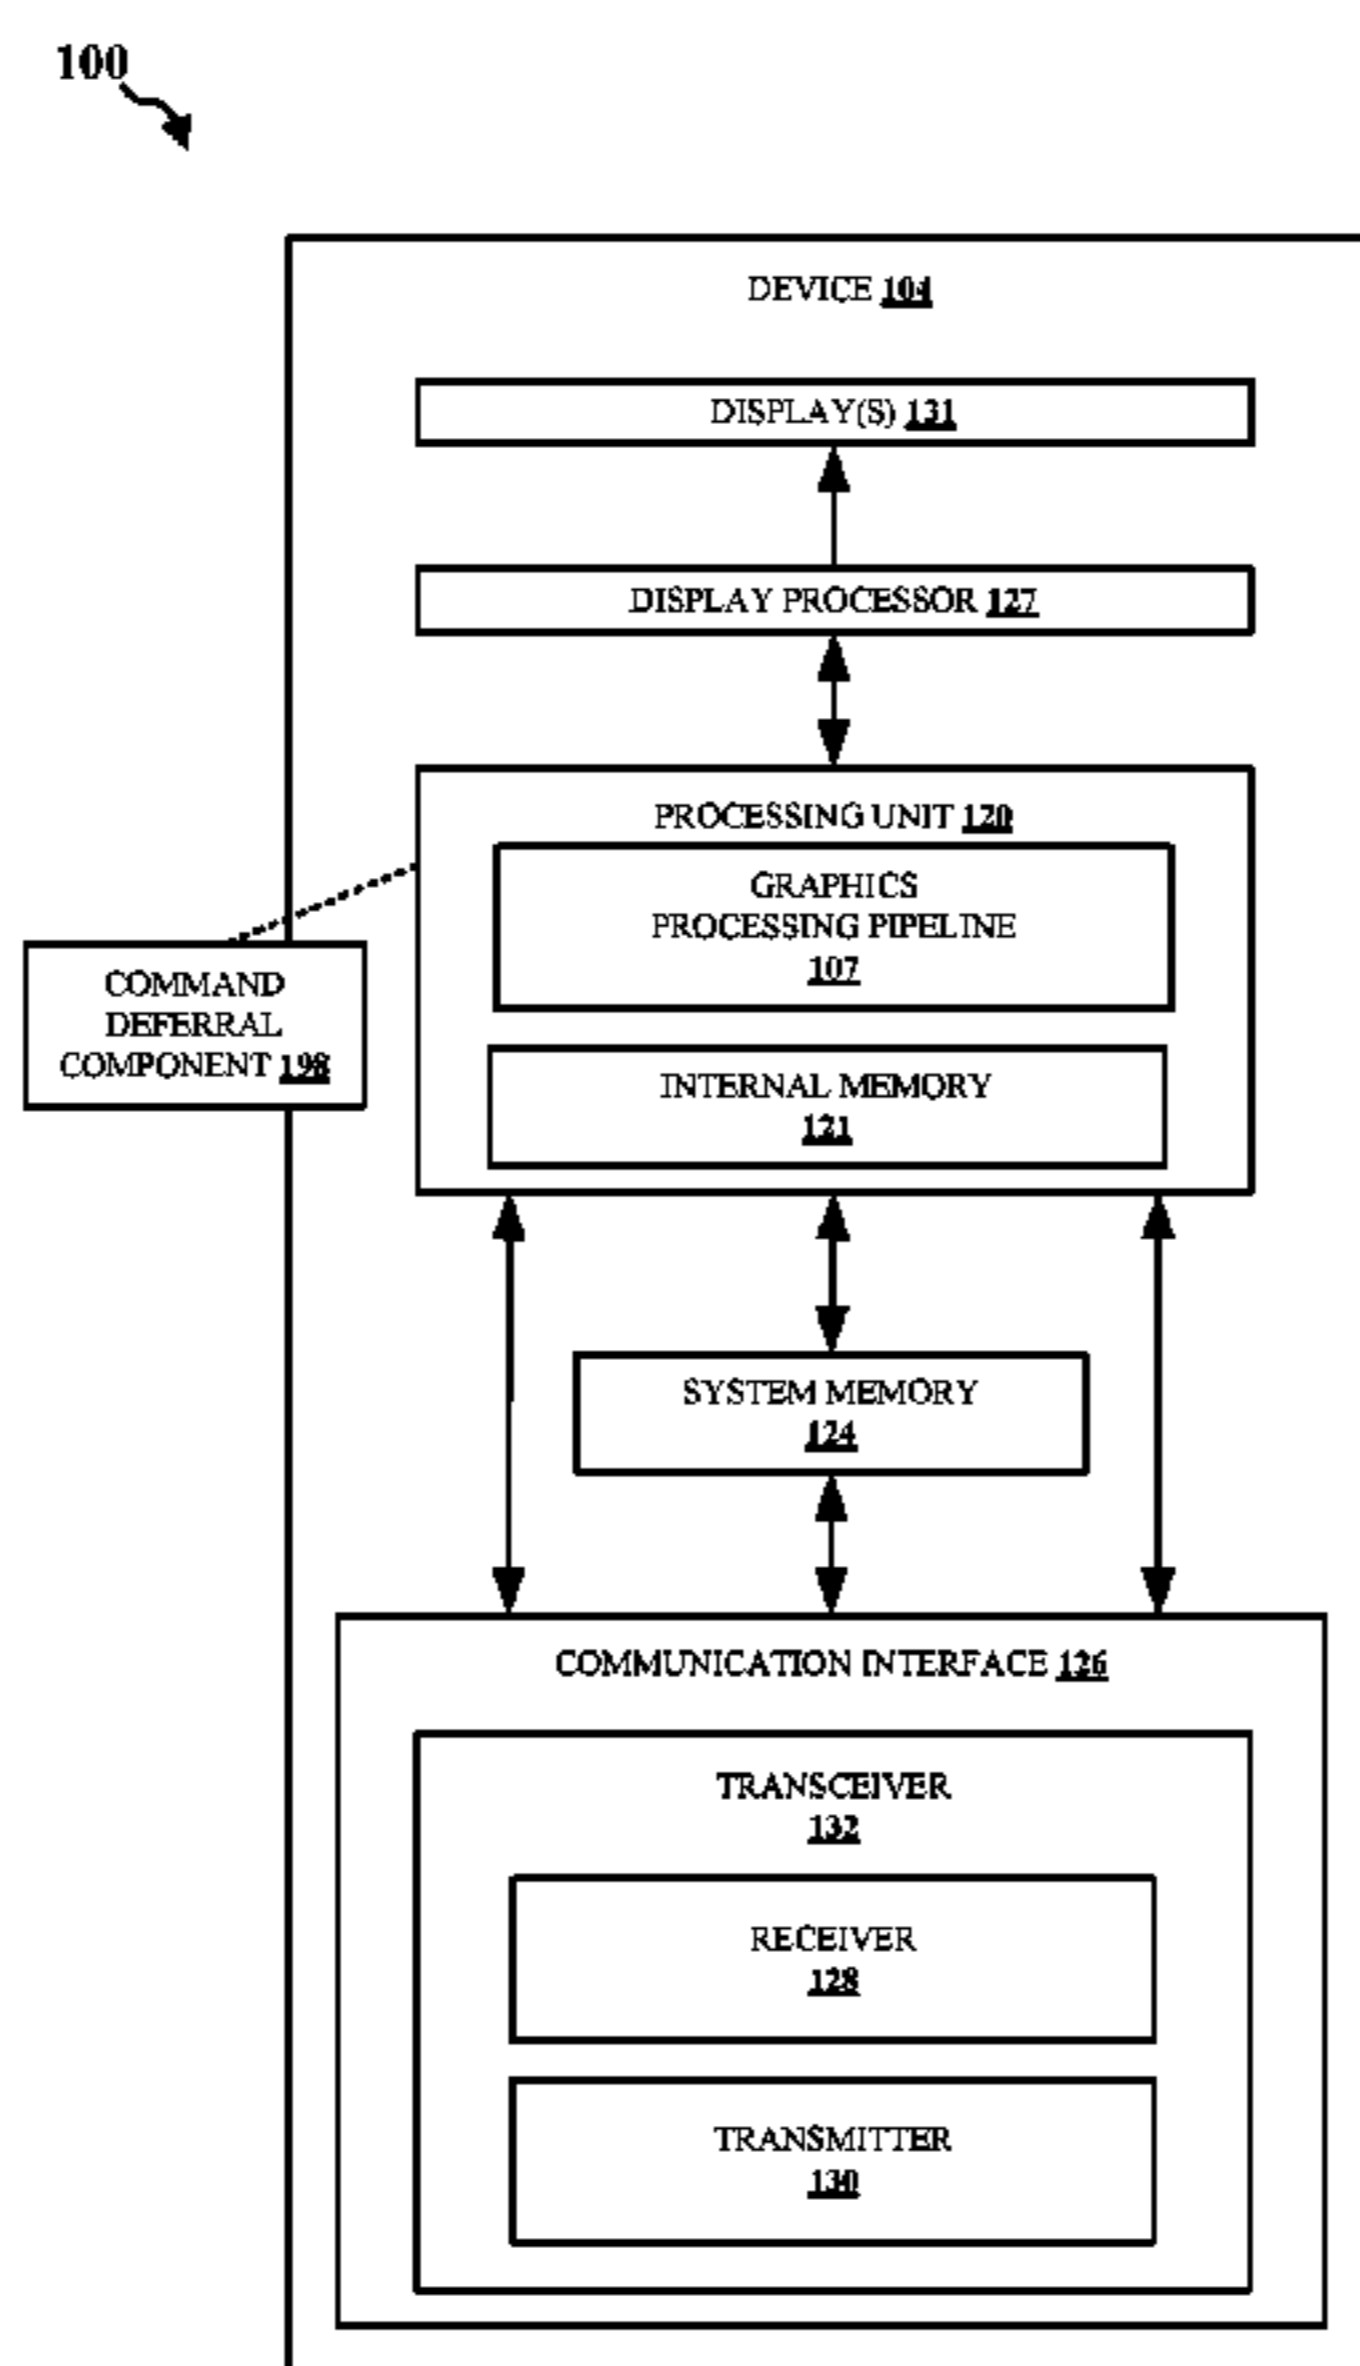 100
DEVICE 104
DISPLAY(S) 131
DISPLAY PROCESSOR 127
PROCESSING UNIT 120
GRAPHICS
PROCESSING PIPELINE
107
COMMAND
DEFERRAL
COMPONENT 198
INTERNAL MEMORY
121
SYSTEM MEMORY
124
COMMUNICATION INTERFACE 126
TRANSCEIVER
132
RECEIVER
128
TRANSMITTER
130